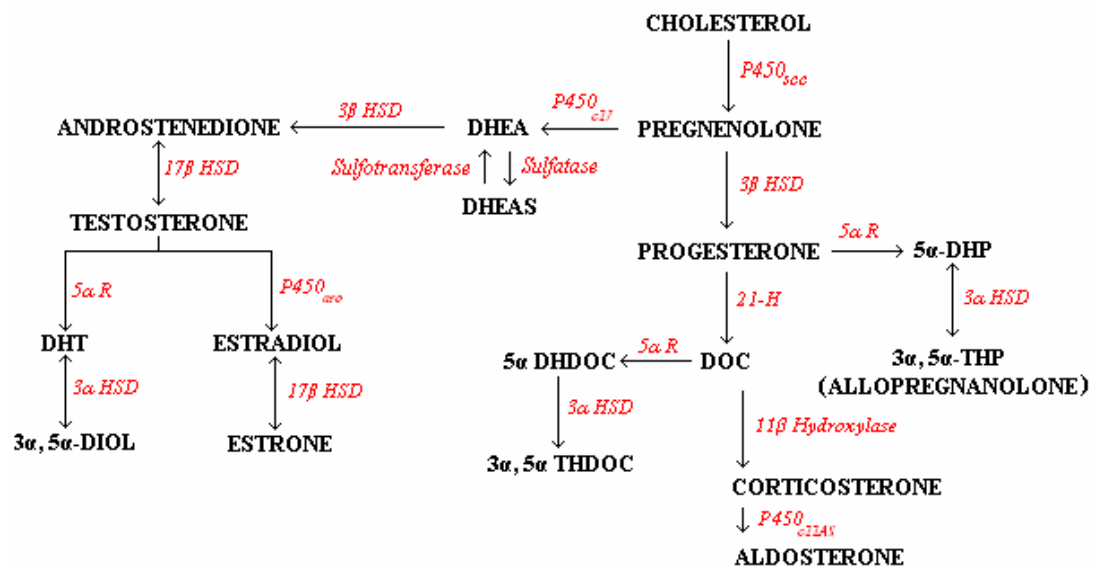 CHOLESTEROL
P450scc
3β HSD
P450c17
ANDROSTENEDIONE
DHEA
PREGNENOLONE
17β HSD
Sulfotransferase
Sulfatase
3β HSD
DHEAS
TESTOSTERONE
PROGESTERONE
5α R
5α-DHP
5α R
P450aro
21-H
3α HSD
DHT
ESTRADIOL
5α DHDOC
5α R
DOC
3α, 5α-THP
(ALLOPREGNANOLONE)
3α HSD
17β HSD
3α HSD
11β Hydroxylase
3α, 5α-DIOL
ESTRONE
3α, 5α THDOC
CORTICOSTERONE
P450c11AS
ALDOSTERONE